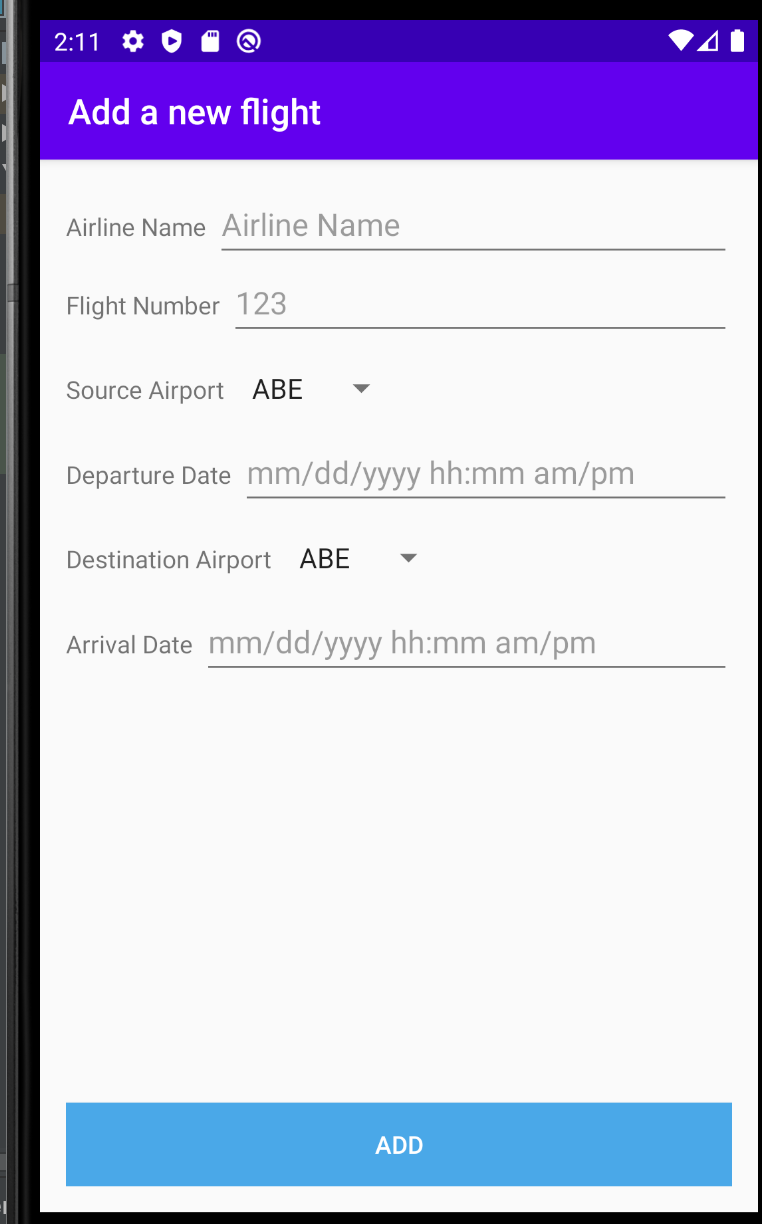 2:11
Add a new flight
Airline Name Airline Name
Flight Number 123
Source Airport ABE
Departure Date mm/dd/yyyy hh:mm am/pm
Destination Airport ABE
Arrival Date mm/dd/yyyy hh:mm am/pm
ADD